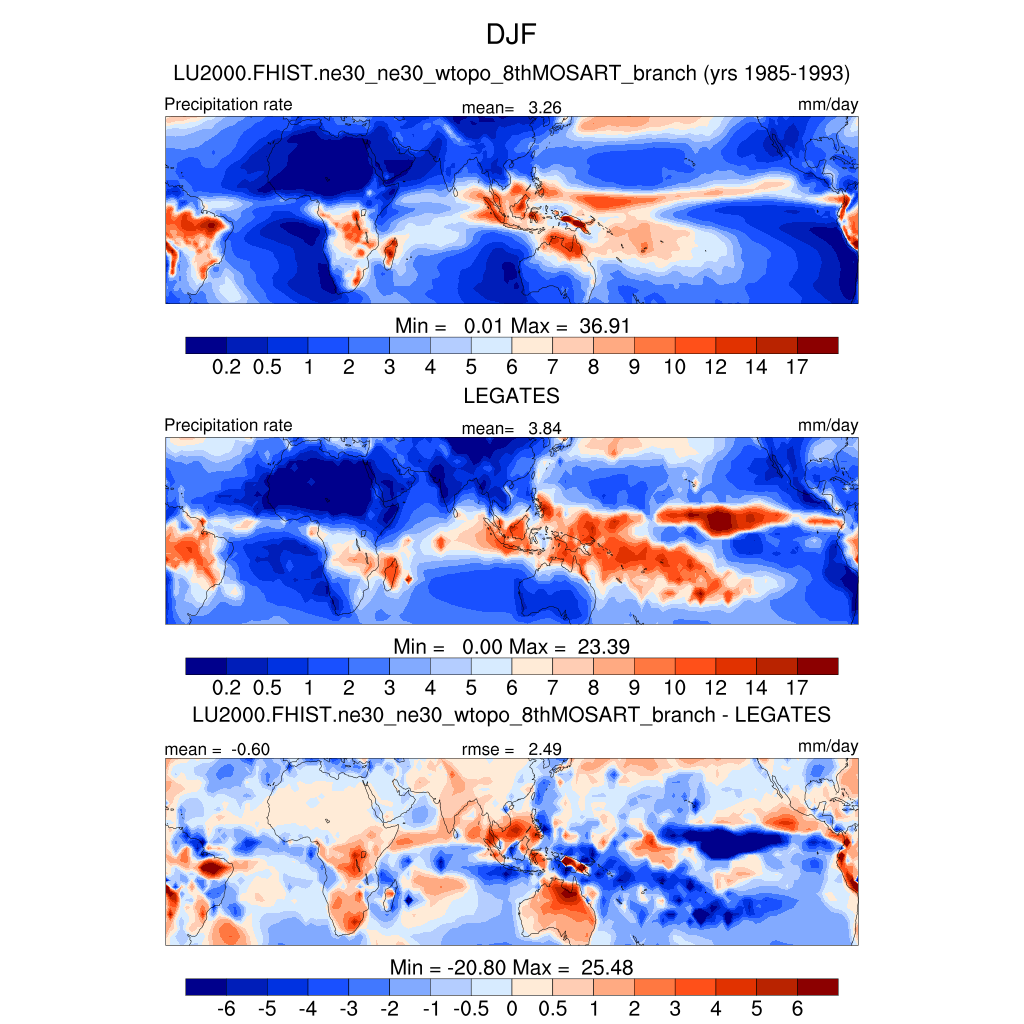 DJF
LU2000.FHIST.ne30_ne30_wtopo_8thMOSART_branch (yrs 1985-1993)
Precipitation rate mean= 3.26 mm/day
Min = 0.01 Max = 36.91
0.2 0.5 1 2 3 4 5 6 7 8 9 10 12 14 17
LEGATES
Precipitation rate mean= 3.84 mm/day
Min = 0.00 Max = 23.39
0.2 0.5 1 2 3 4 5 6 7 8 9 10 12 14 17
LU2000.FHIST.ne30_ne30_wtopo_8thMOSART_branch - LEGATES
mean = -0.60 rmse = 2.49 mm/day
Min = -20.80 Max = 25.48
-6 -5 -4 -3 -2 -1 -0.5 0 0.5 1 2 3 4 5 6